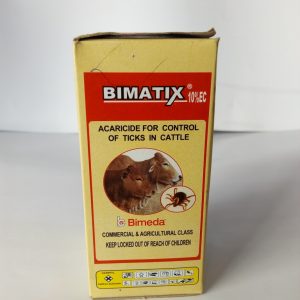 BIMATIX®
10%EC
ACARICIDE FOR CONTROL
OF TICKS IN CATTLE
Bimeda
COMMERCIAL & AGRICULTURAL CLASS
KEEP LOCKED OUT OF REACH OF CHILDREN